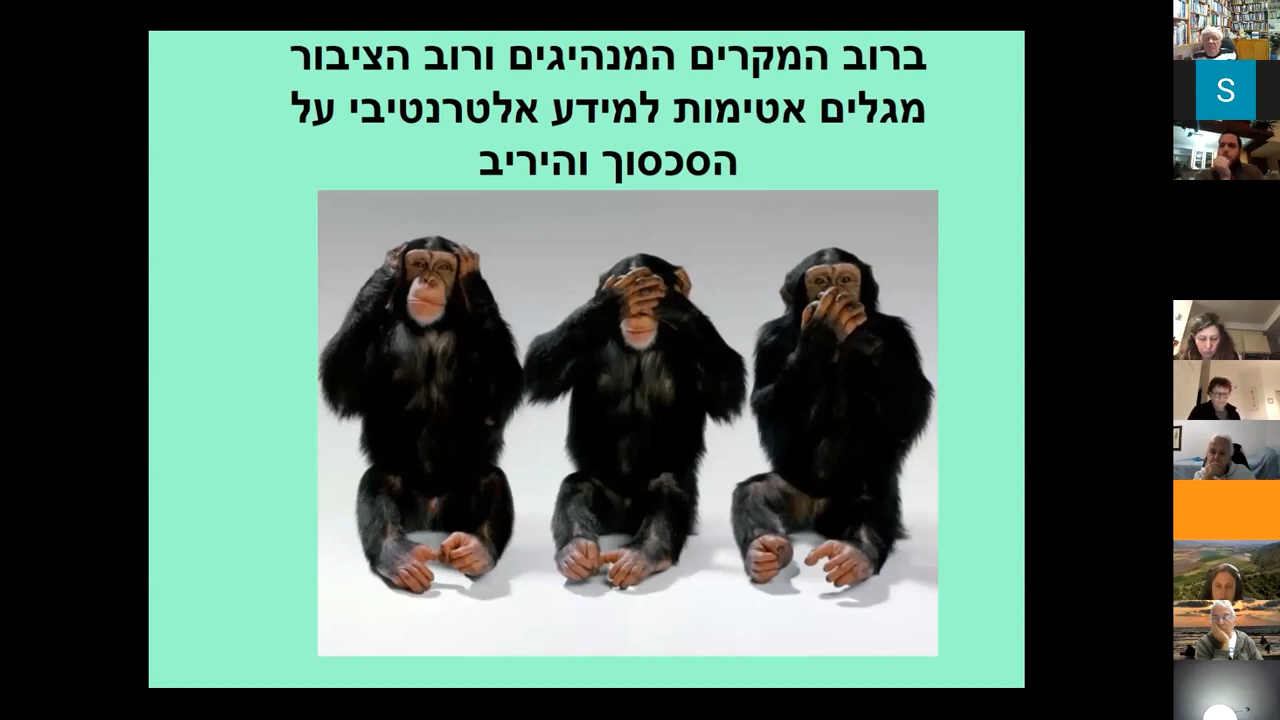 ברוב המקרים המנהיגים ורוב הציבור
מגלים אטימות למידע אלטרנטיבי על
הסכסוך והיריב
S